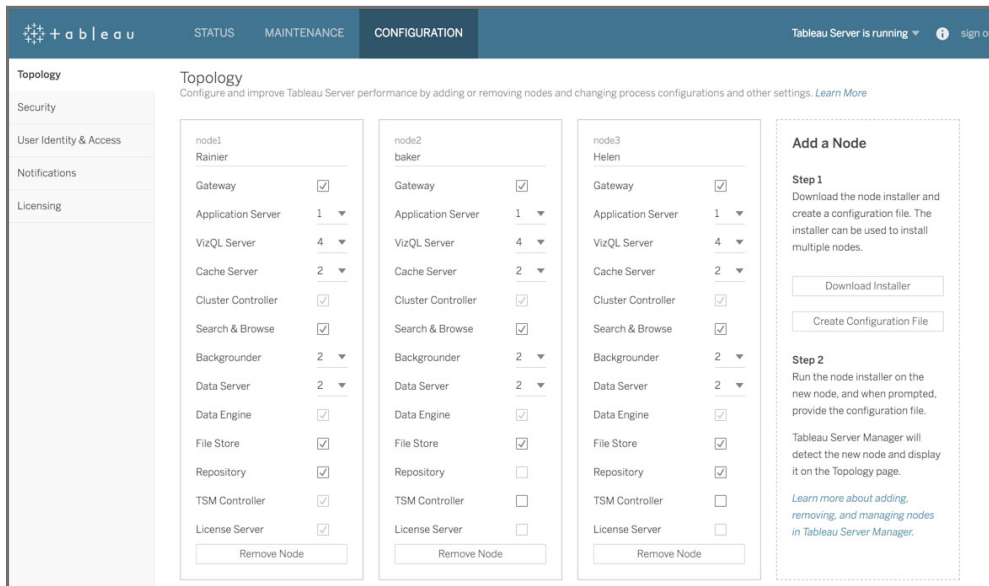 +ableau STATUS MAINTENANCE CONFIGURATION Tableau Server is running sign o
Topology
Security
User Identity & Access
Notifications
Licensing
Topology
Configure and improve Tableau Server performance by adding or removing nodes and changing process configurations and other settings. Learn More
node1
Rainier
Gateway
Application Server 1
VizQL Server 4
Cache Server 2
Cluster Controller
Search & Browse
Backgrounder 2
Data Server 2
Data Engine
File Store
Repository
TSM Controller
License Server
Remove Node
node2
baker
Gateway
Application Server 1
VizQL Server 4
Cache Server 2
Cluster Controller
Search & Browse
Backgrounder 2
Data Server 2
Data Engine
File Store
Repository
TSM Controller
License Server
Remove Node
node3
Helen
Gateway
Application Server 1
VizQL Server 4
Cache Server 2
Cluster Controller
Search & Browse
Backgrounder 2
Data Server 2
Data Engine
File Store
Repository
TSM Controller
License Server
Remove Node
Add a Node
Step 1
Download the node installer and
create a configuration file. The
installer can be used to install
multiple nodes.
Download Installer
Create Configuration File
Step 2
Run the node installer on the
new node, and when prompted,
provide the configuration file.
Tableau Server Manager will
detect the new node and display
it on the Topology page.
Learn more about adding,
removing, and managing nodes
in Tableau Server Manager.